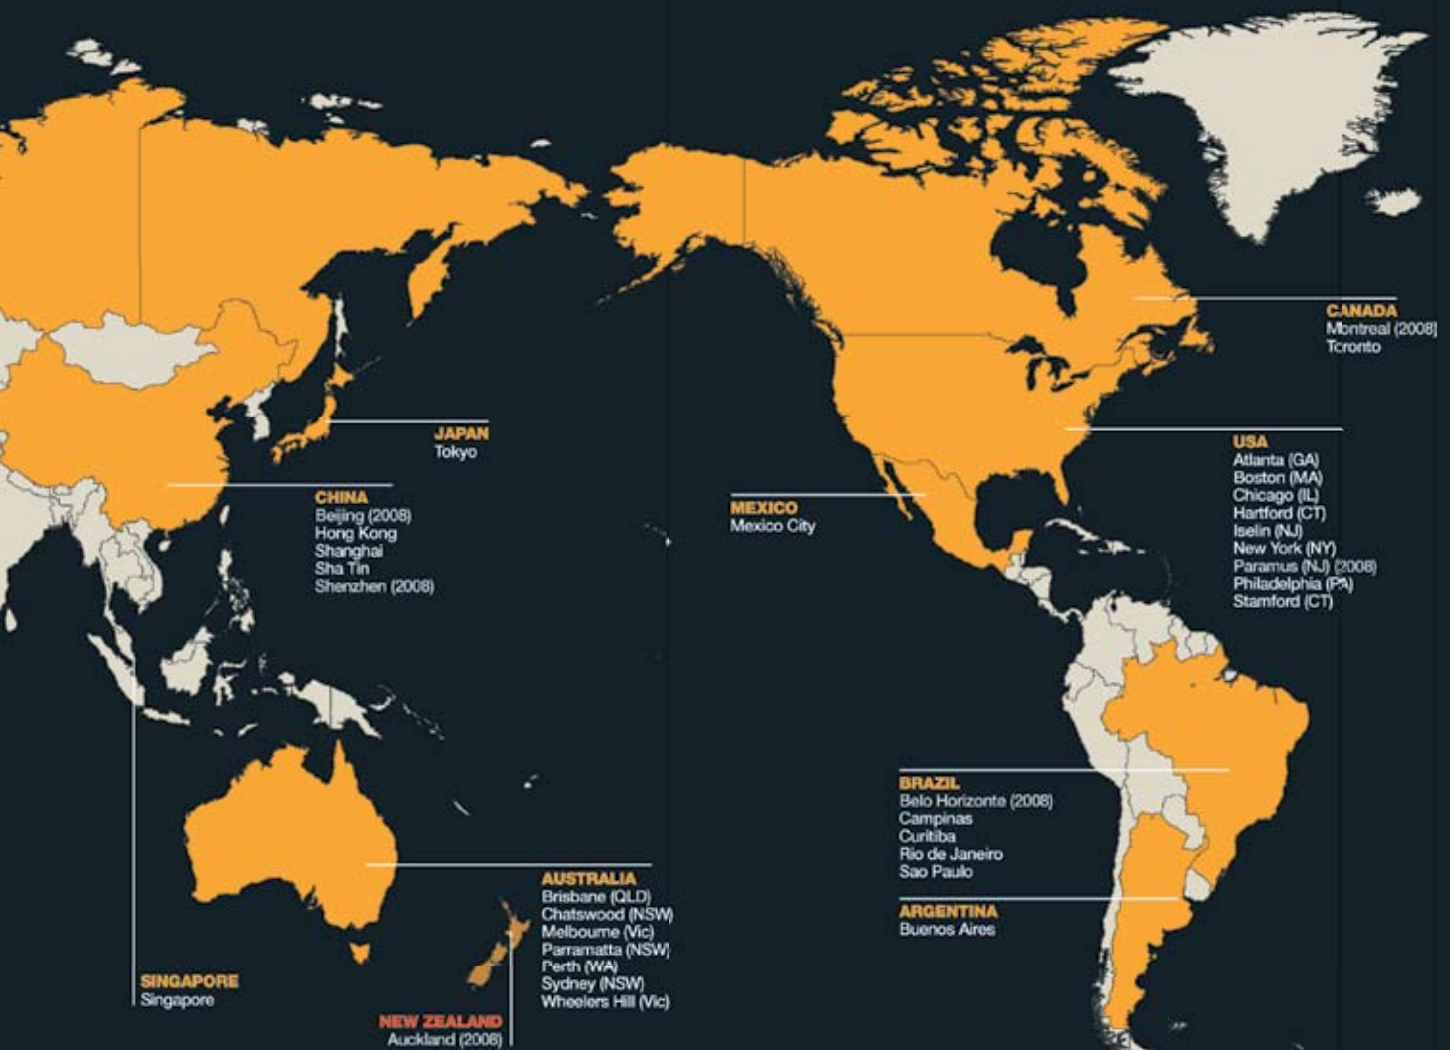 CANADA
Montreal (2008)
Toronto
JAPAN
Tokyo
USA
Atlanta (GA)
Boston (MA)
Chicago (IL)
Hartford (CT)
Iselin (NJ)
New York (NY)
Paramus (NJ) (2008)
Philadelphia (PA)
Stamford (CT)
CHINA
Beijing (2008)
Hong Kong
Shanghai
Sha Tin
Shenzhen (2008)
MEXICO
Mexico City
BRAZIL
Belo Horizonte (2008)
Campinas
Curitiba
Rio de Janeiro
Sao Paulo
AUSTRALIA
Brisbane (QLD)
Chatswood (NSW)
Melbourne (Vic)
Parramatta (NSW)
Perth (WA)
Sydney (NSW)
Wheelers Hill (Vic)
ARGENTINA
Buenos Aires
SINGAPORE
Singapore
NEW ZEALAND
Auckland (2008)